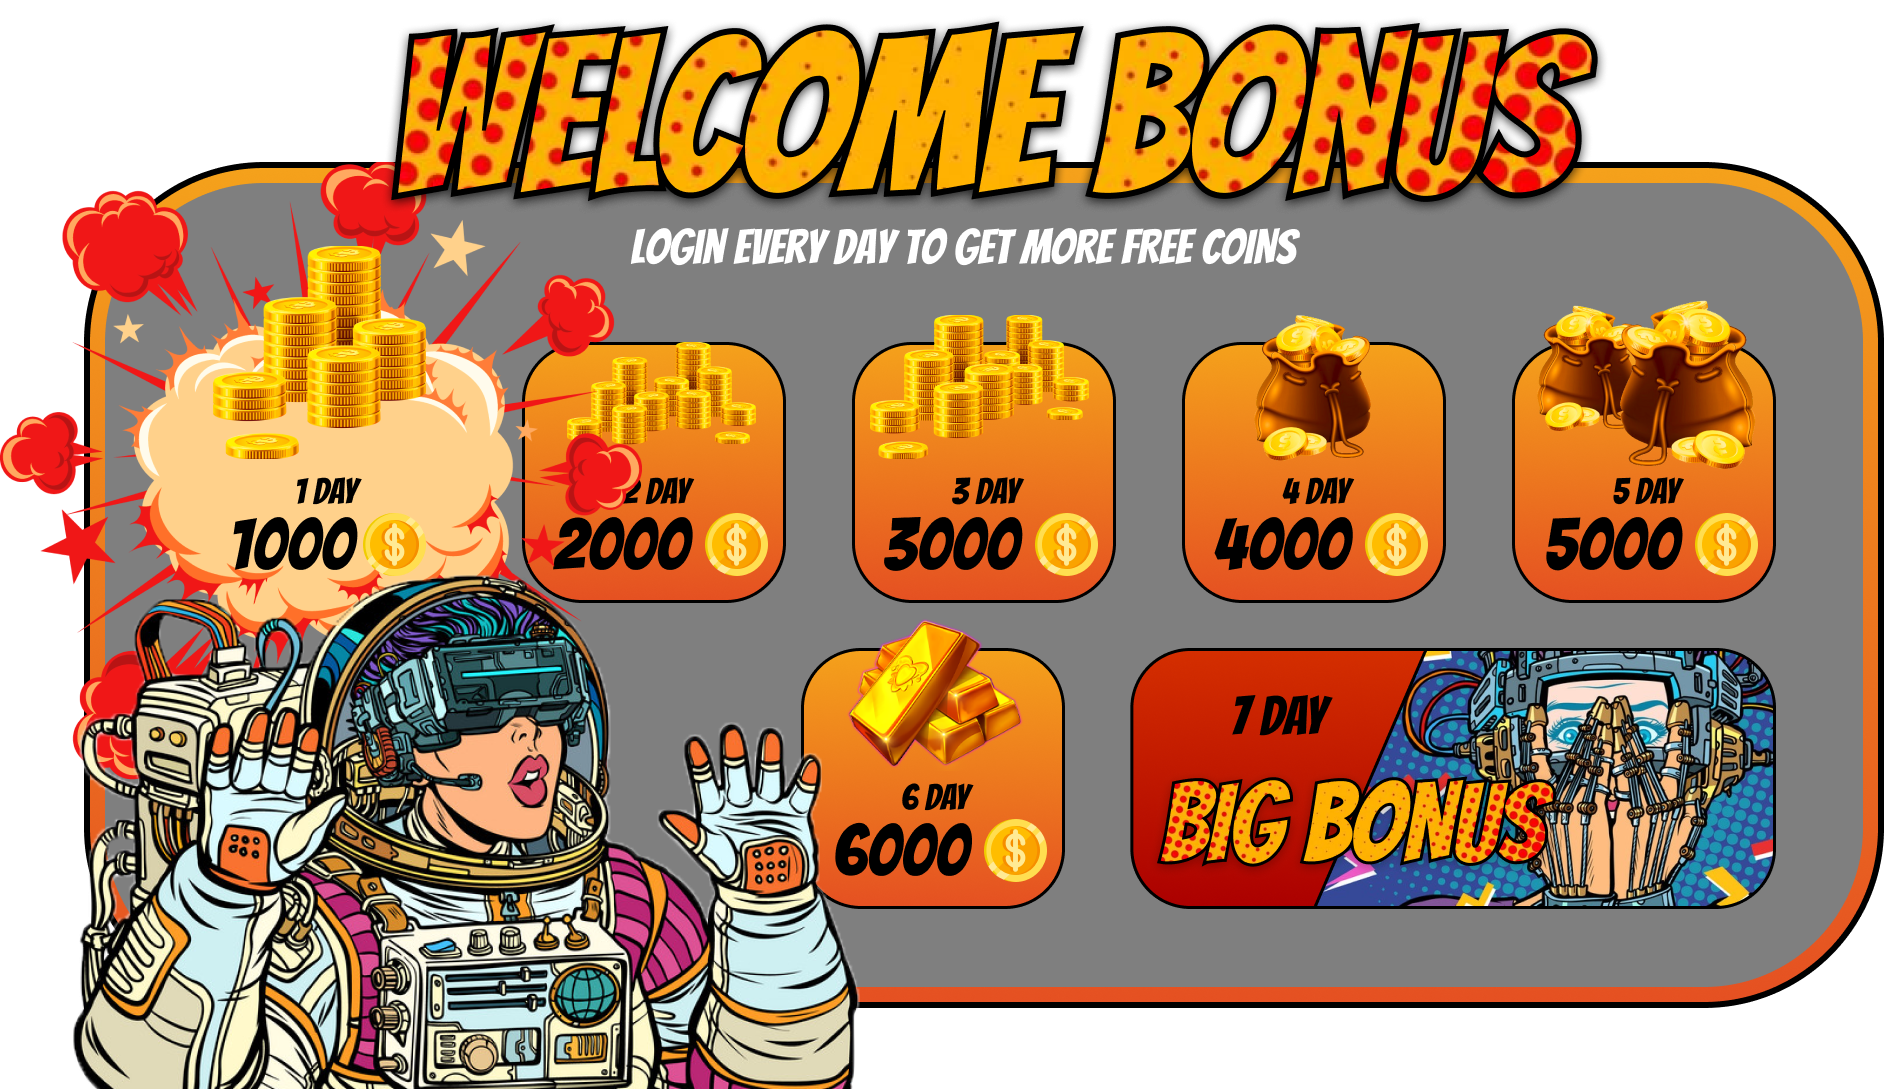 WELCOME BONUS
LOGIN EVERY DAY TO GET MORE FREE COINS
1 DAY
1000 $
2 DAY
2000 $
3 DAY
3000 $
4 DAY
4000 $
5 DAY
5000 $
6 DAY
6000 $
7 DAY
BIG BONUS